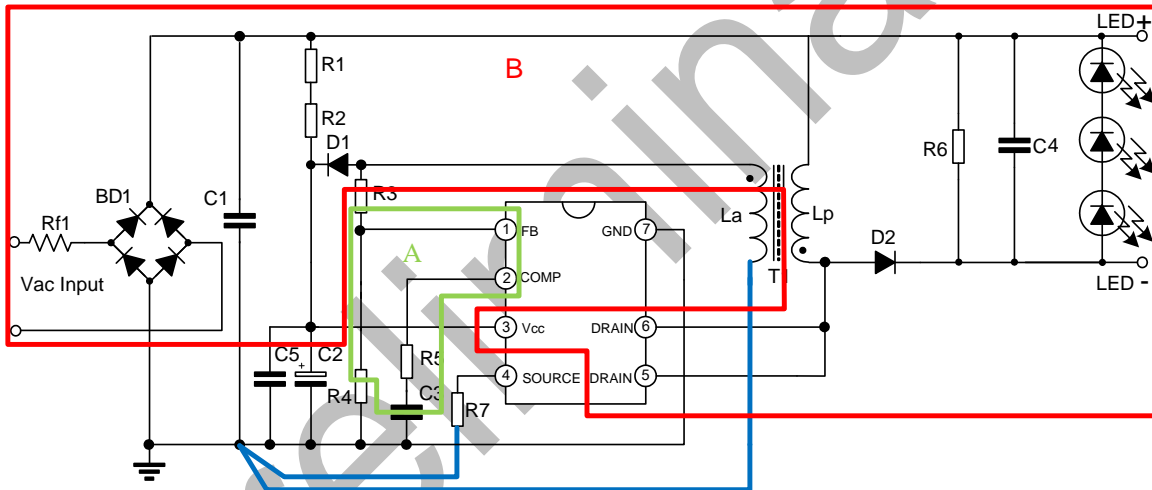 LED+
B
R1
R2
D1
R3
R6
C4
BD1
C1
Rf1
Vac Input
La
Lp
D2
T
LED -
A
1
FB
GND
7
2
COMP
3
Vcc
DRAIN
6
4
SOURCE
DRAIN
5
C5
C2
+
R4
R5
C3
R7